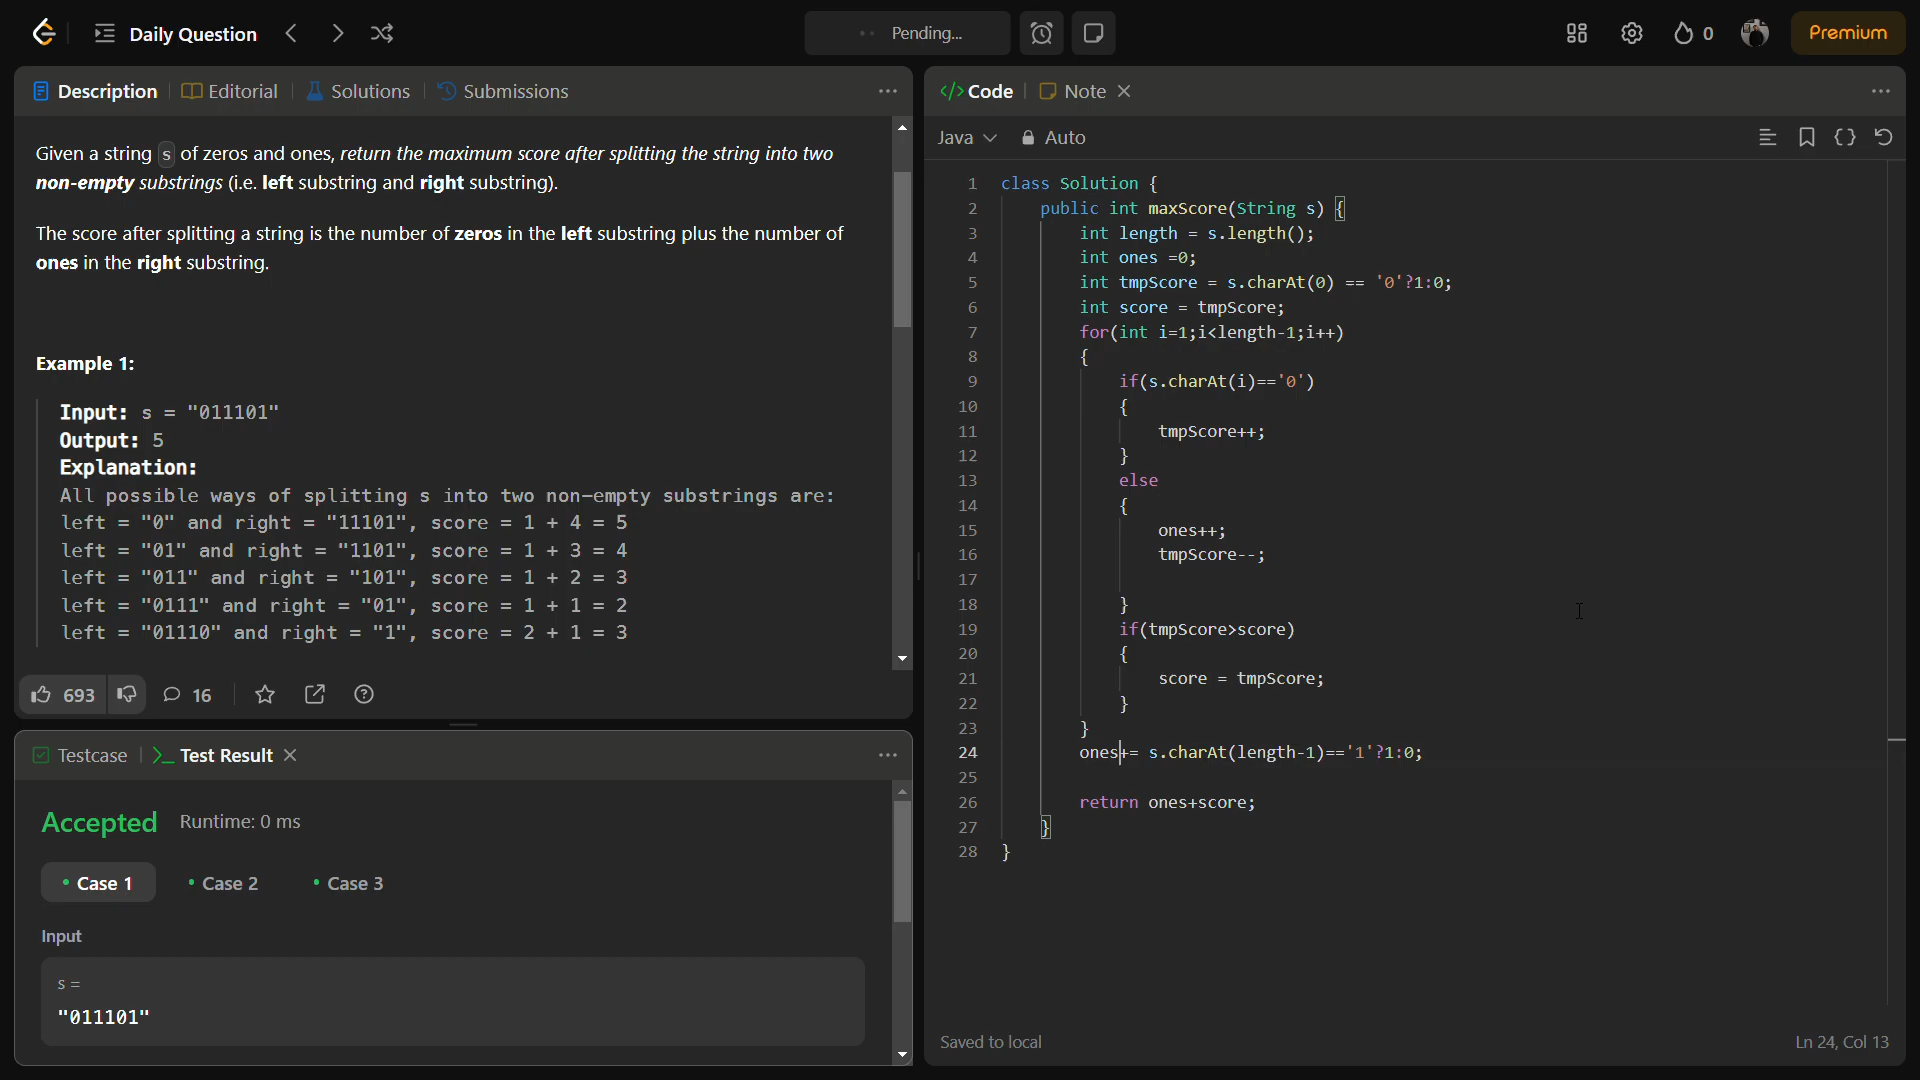 Daily Question
Pending...
0
Premium
Description
Editorial
Solutions
Submissions
Given a string s of zeros and ones, return the maximum score after splitting the string into two
non-empty substrings (i.e. left substring and right substring).
The score after splitting a string is the number of zeros in the left substring plus the number of
ones in the right substring.
Example 1:
Input: s = "011101"
Output: 5
Explanation:
All possible ways of splitting s into two non-empty substrings are:
left = "0" and right = "11101", score = 1 + 4 = 5
left = "01" and right = "1101", score = 1 + 3 = 4
left = "011" and right = "101", score = 1 + 2 = 3
left = "0111" and right = "01", score = 1 + 1 = 2
left = "01110" and right = "1", score = 2 + 1 = 3
693
16
Testcase
Test Result
Accepted
Runtime: 0 ms
Case 1
Case 2
Case 3
Input
s =
"011101"
Code
Note
Java
Auto
1 class Solution {
2 public int maxScore(String s) {
3 int length = s.length();
4 int ones =0;
5 int tmpScore = s.charAt(0) == '0'?1:0;
6 int score = tmpScore;
7 for(int i=1;i<length-1;i++)
8 {
9 if(s.charAt(i)=='0')
10 {
11 tmpScore++;
12 }
13 else
14 {
15 ones++;
16 tmpScore--;
17
18 }
19 if(tmpScore>score)
20 {
21 score = tmpScore;
22 }
23 }
24 ones+= s.charAt(length-1)=='1'?1:0;
25
26 return ones+score;
27 }
28 }
Saved to local
Ln 24, Col 13